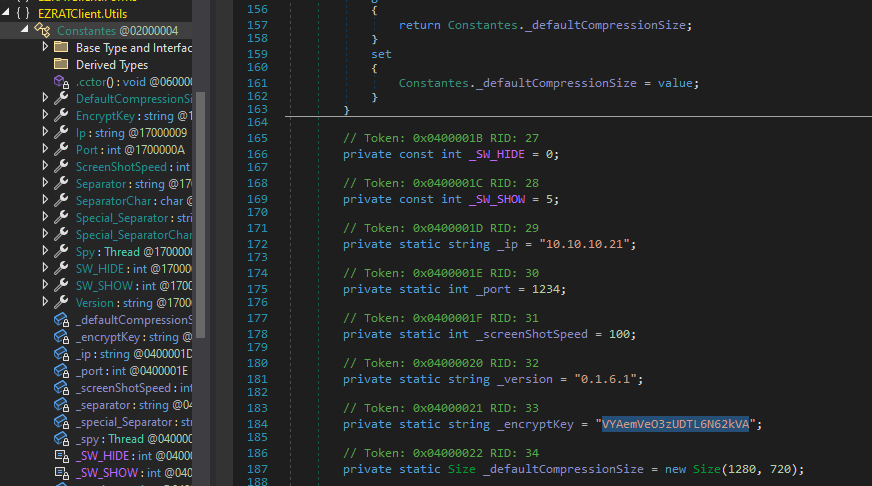 EZRATClient.Utils
Constantes @02000004
Base Type and Interfac
Derived Types
.cctor() : void @060000
DefaultCompressionSi
EncryptKey : string @1
Ip : string @17000009
Port : int @1700000A
ScreenShotSpeed : int
Separator : string @17
SeparatorChar : char @
Special_Separator : stri
Special_SeparatorChar
Spy : Thread @170000
SW_HIDE : int @17000
SW_SHOW : int @1700
Version : string @1700
_defaultCompressionS
_encryptKey : string @
_ip : string @0400001D
_port : int @0400001E
_screenShotSpeed : int
_separator : string @04
_special_Separator : str
_spy : Thread @040000
_SW_HIDE : int @0400
_SW_SHOW : int @040
156 {
157 return Constantes._defaultCompressionSize;
158 }
159 set
160 {
161 Constantes._defaultCompressionSize = value;
162 }
163 }
164
165 // Token: 0x0400001B RID: 27
166 private const int _SW_HIDE = 0;
167
168 // Token: 0x0400001C RID: 28
169 private const int _SW_SHOW = 5;
170
171 // Token: 0x0400001D RID: 29
172 private static string _ip = "10.10.10.21";
173
174 // Token: 0x0400001E RID: 30
175 private static int _port = 1234;
176
177 // Token: 0x0400001F RID: 31
178 private static int _screenShotSpeed = 100;
179
180 // Token: 0x04000020 RID: 32
181 private static string _version = "0.1.6.1";
182
183 // Token: 0x04000021 RID: 33
184 private static string _encryptKey = "VYAemVeO3zUDTL6N62kVA";
185
186 // Token: 0x04000022 RID: 34
187 private static Size _defaultCompressionSize = new Size(1280, 720);
188